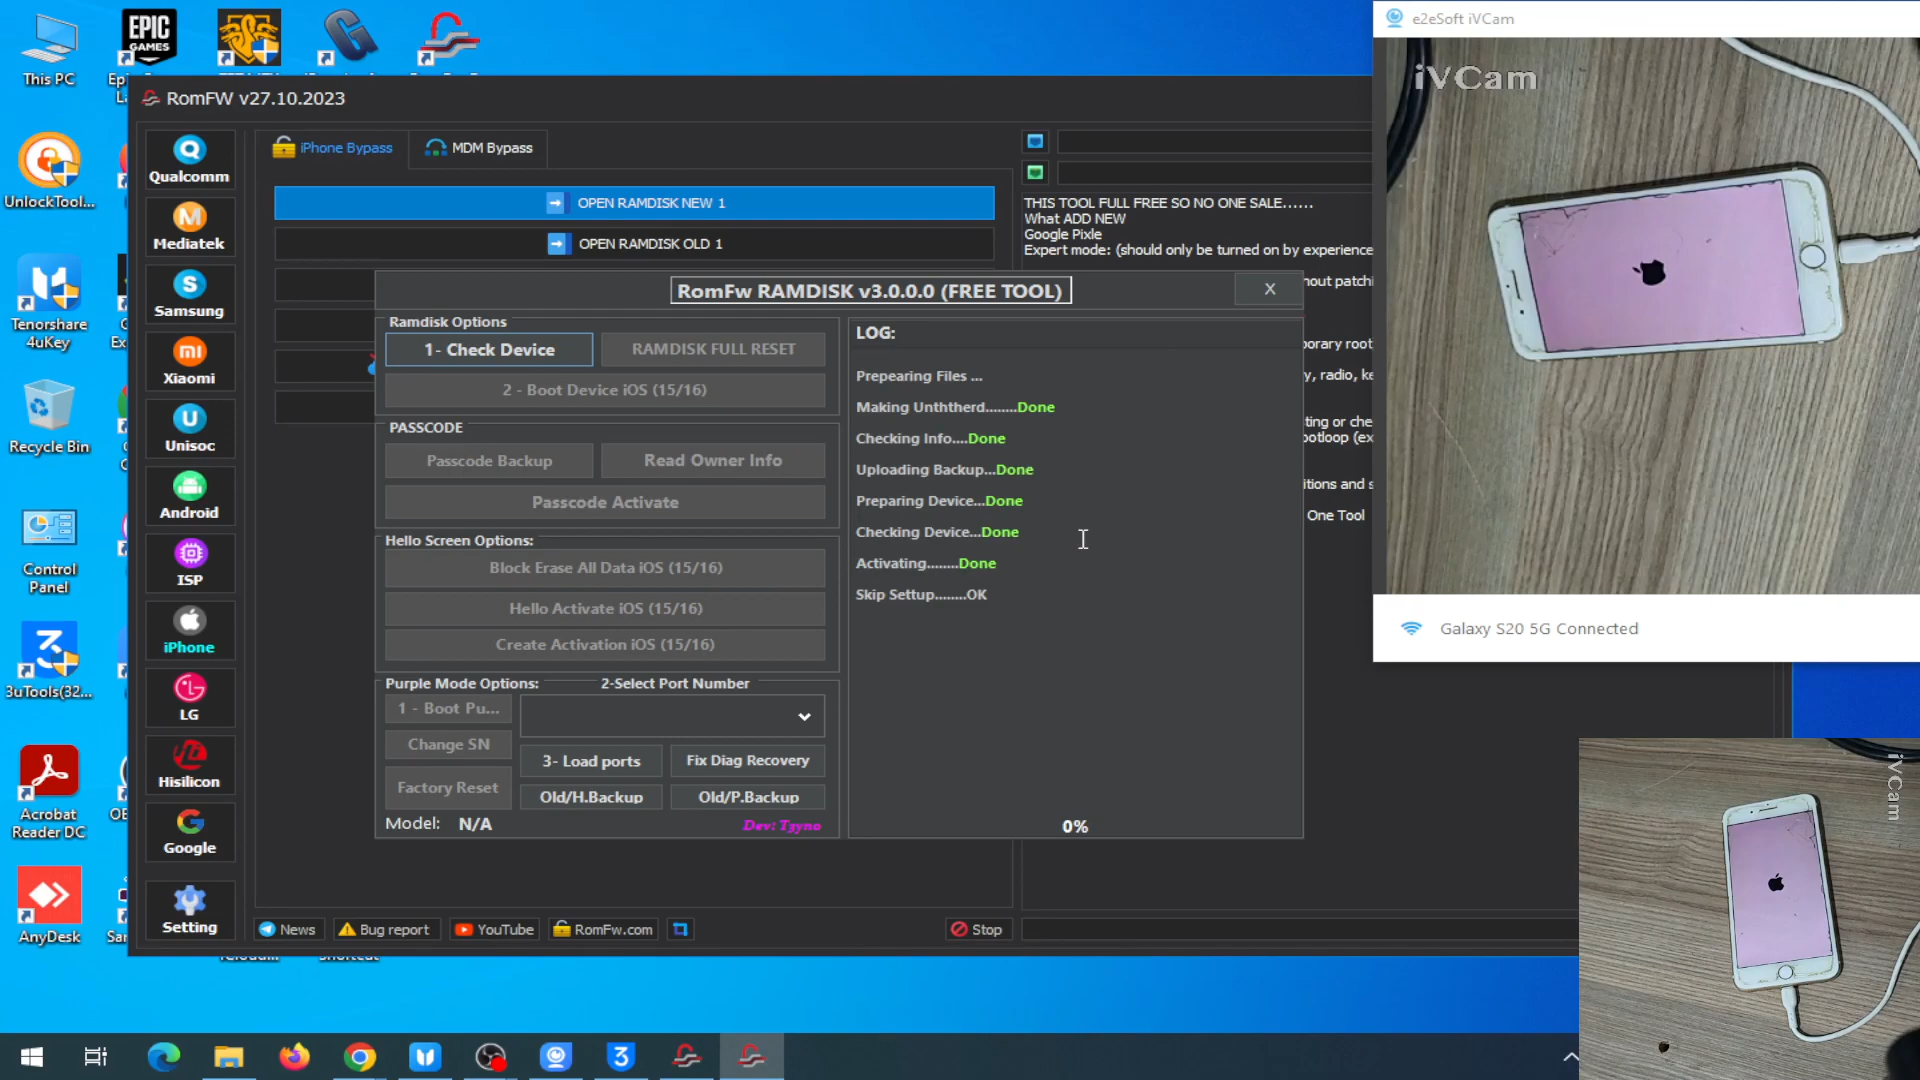 This PC
EPIC
GAMES
UnlockTool...
Tenorshare
4uKey
Recycle Bin
Control
Panel
3uTools(32...
Acrobat
Reader DC
AnyDesk
RomFW v27.10.2023
Qualcomm
Mediatek
Samsung
Xiaomi
Unisoc
Android
ISP
iPhone
LG
Hisilicon
Google
Setting
iPhone Bypass
MDM Bypass
OPEN RAMDISK NEW 1
OPEN RAMDISK OLD 1
THIS TOOL FULL FREE SO NO ONE SALE......
What ADD NEW
Google Pixle
Expert mode: (should only be turned on by experience
One Tool
RomFw RAMDISK v3.0.0.0 (FREE TOOL)
X
Ramdisk Options
1- Check Device
RAMDISK FULL RESET
2 - Boot Device iOS (15/16)
PASSCODE
Passcode Backup
Read Owner Info
Passcode Activate
Hello Screen Options:
Block Erase All Data iOS (15/16)
Hello Activate iOS (15/16)
Create Activation iOS (15/16)
Purple Mode Options:
2-Select Port Number
1 - Boot Pu...
Change SN
3- Load ports
Fix Diag Recovery
Factory Reset
Old/H.Backup
Old/P.Backup
Model: N/A
Dev: T3yno
LOG:
Prepearing Files ...
Making Unththerd........Done
Checking Info....Done
Uploading Backup...Done
Preparing Device...Done
Checking Device...Done
Activating........Done
Skip Settup........OK
0%
News
Bug report
YouTube
RomFw.com
Stop
e2eSoft iVCam
iVCam
Galaxy S20 5G Connected
iVCam